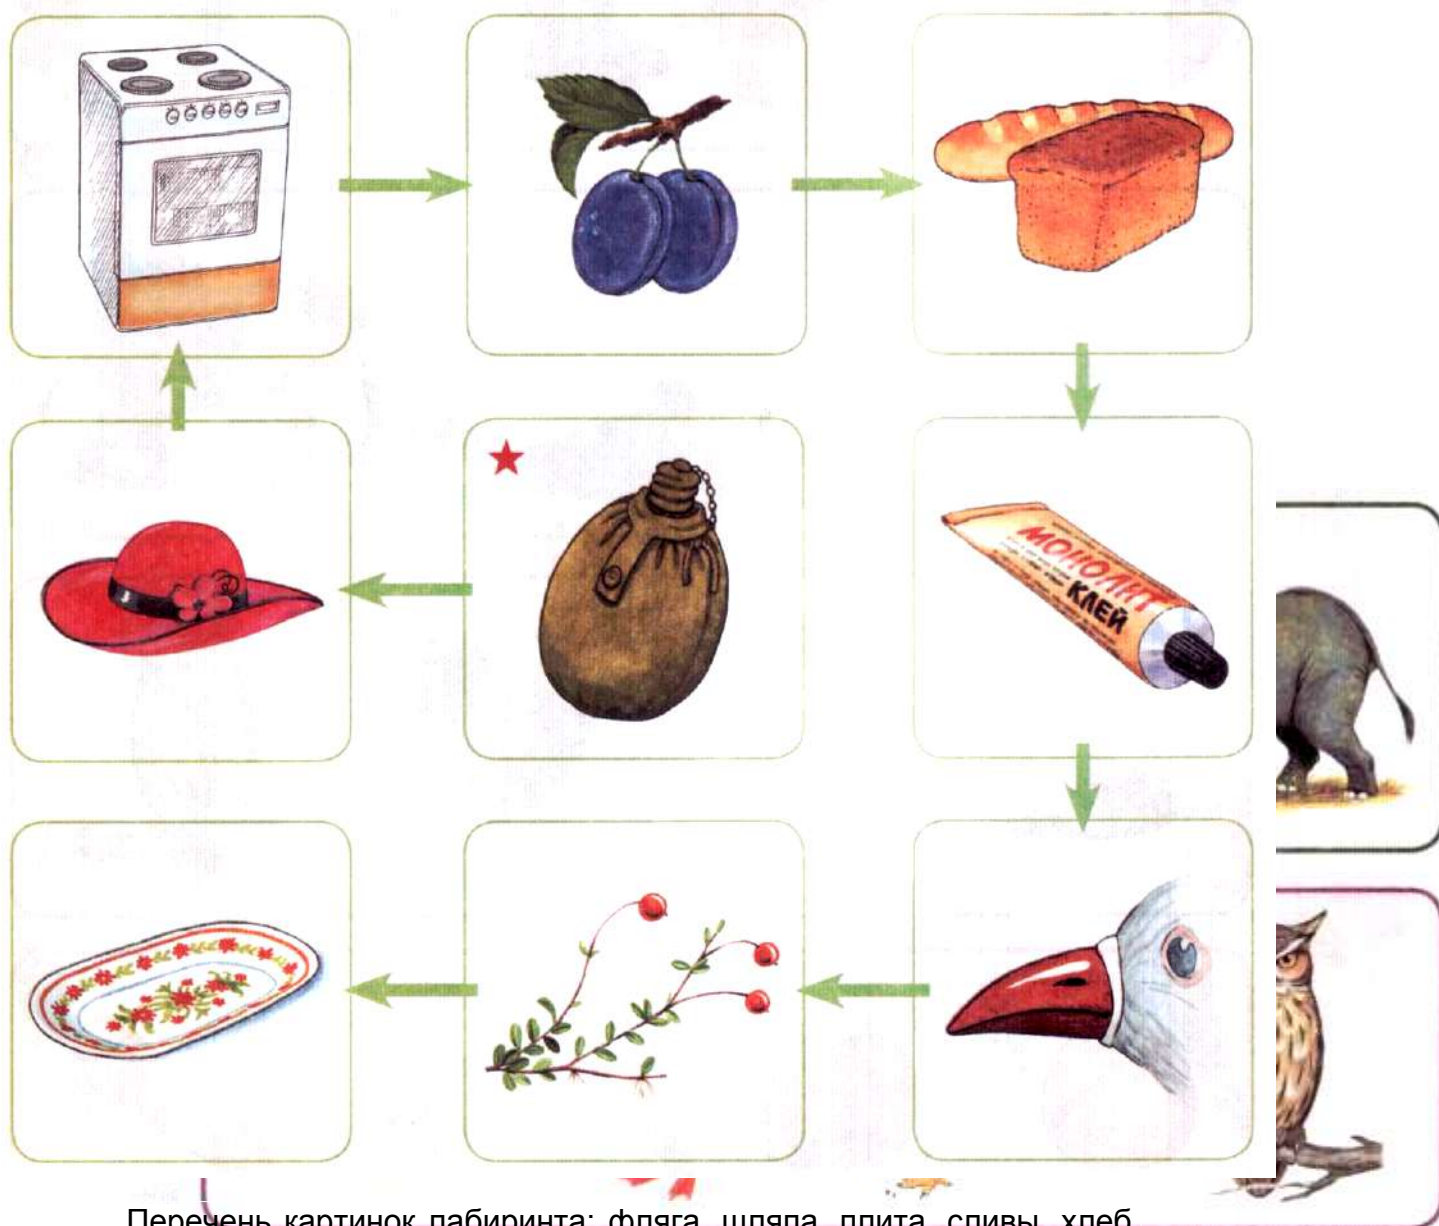 МОНОЛИТ
КЛЕЙ
Перечень картинок лабиринта: фляга, шляпа, плита, сливы, хлеб,